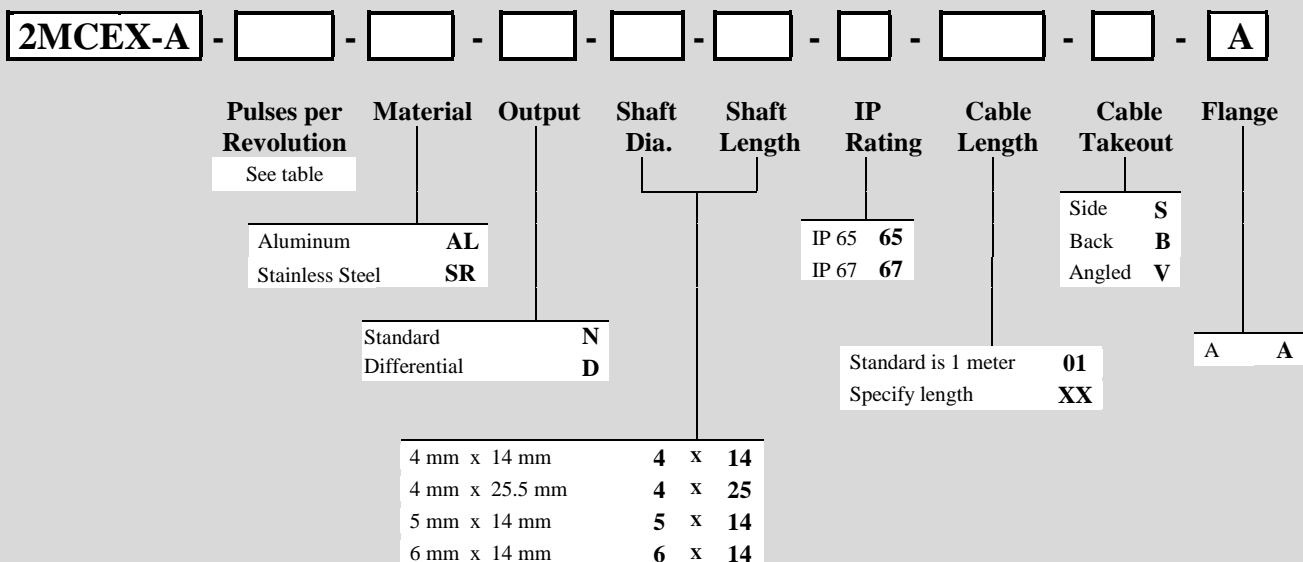 2MCEX-A - - - - - - - - - A
Pulses per Material Output Shaft Shaft IP Cable Cable Flange
Revolution Dia. Length Rating Length Takeout
See table
Side S
Aluminum AL IP 65 65 Back B
Stainless Steel SR IP 67 67 Angled V
Standard N
Differential D
A A
Standard is 1 meter 01
Specify length XX
4 mm x 14 mm 4 x 14
4 mm x 25.5 mm 4 x 25
5 mm x 14 mm 5 x 14
6 mm x 14 mm 6 x 14